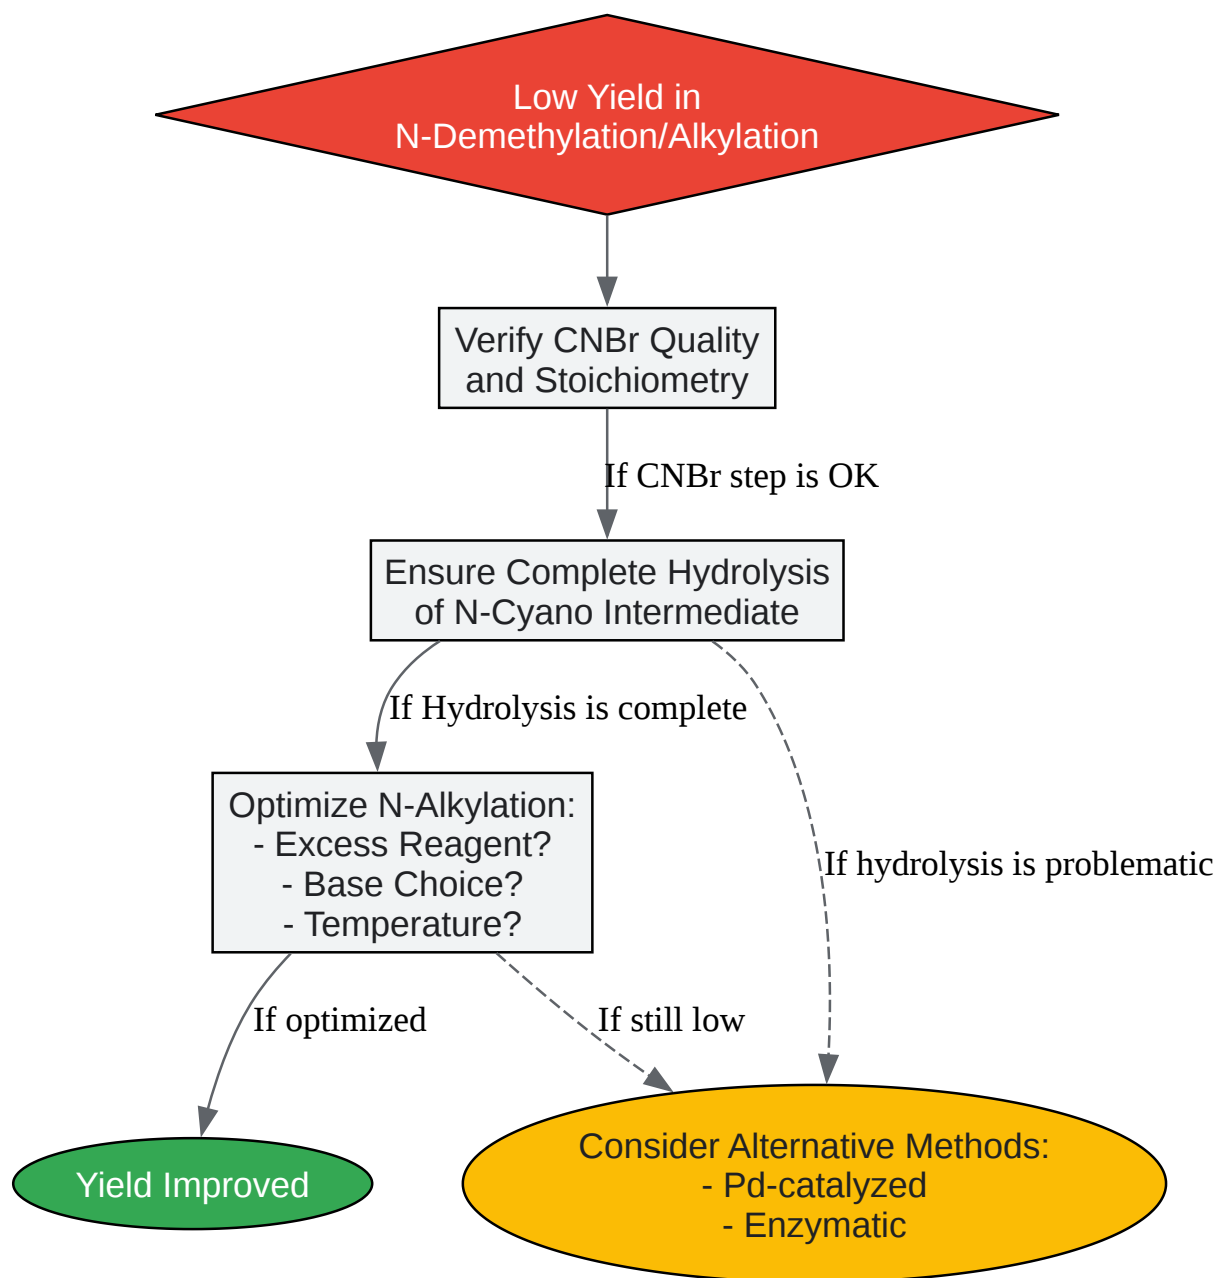 Low Yield in
N-Demethylation/Alkylation
Verify CNBr Quality
and Stoichiometry
If CNBr step is OK
Ensure Complete Hydrolysis
of N-Cyano Intermediate
If Hydrolysis is complete
Optimize N-Alkylation:
- Excess Reagent?
- Base Choice?
- Temperature?
If hydrolysis is problematic
If optimized
If still low
Yield Improved
Consider Alternative Methods:
- Pd-catalyzed
- Enzymatic